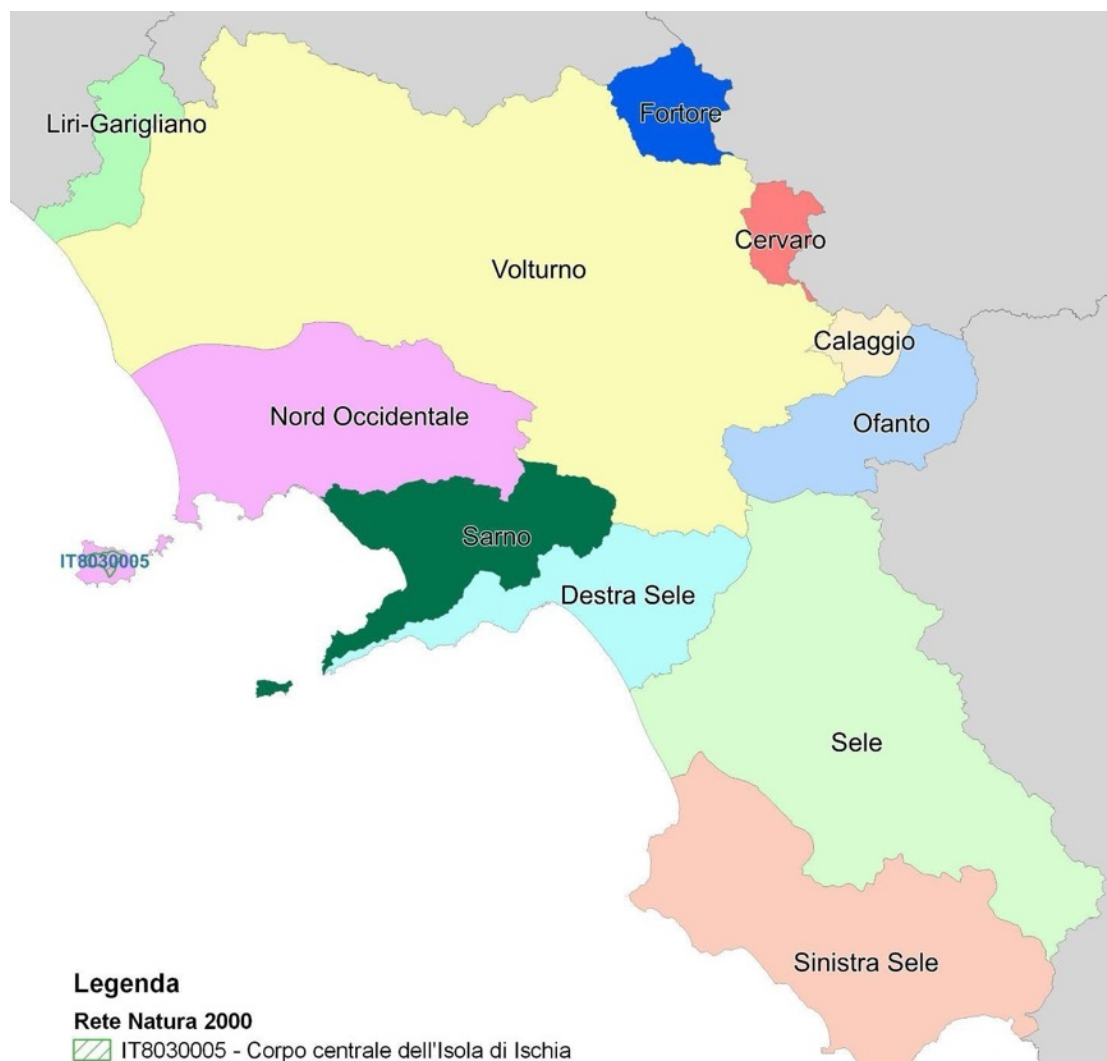 Fortore
Liri-Garigliano
Cervaro
Volturno
Calaggio
Nord Occidentale
Ofanto
Sarno
IT8030005
Destra Sele
Sele
Sinistra Sele
Legenda
Rete Natura 2000
IT8030005 - Corpo centrale dell'Isola di Ischia